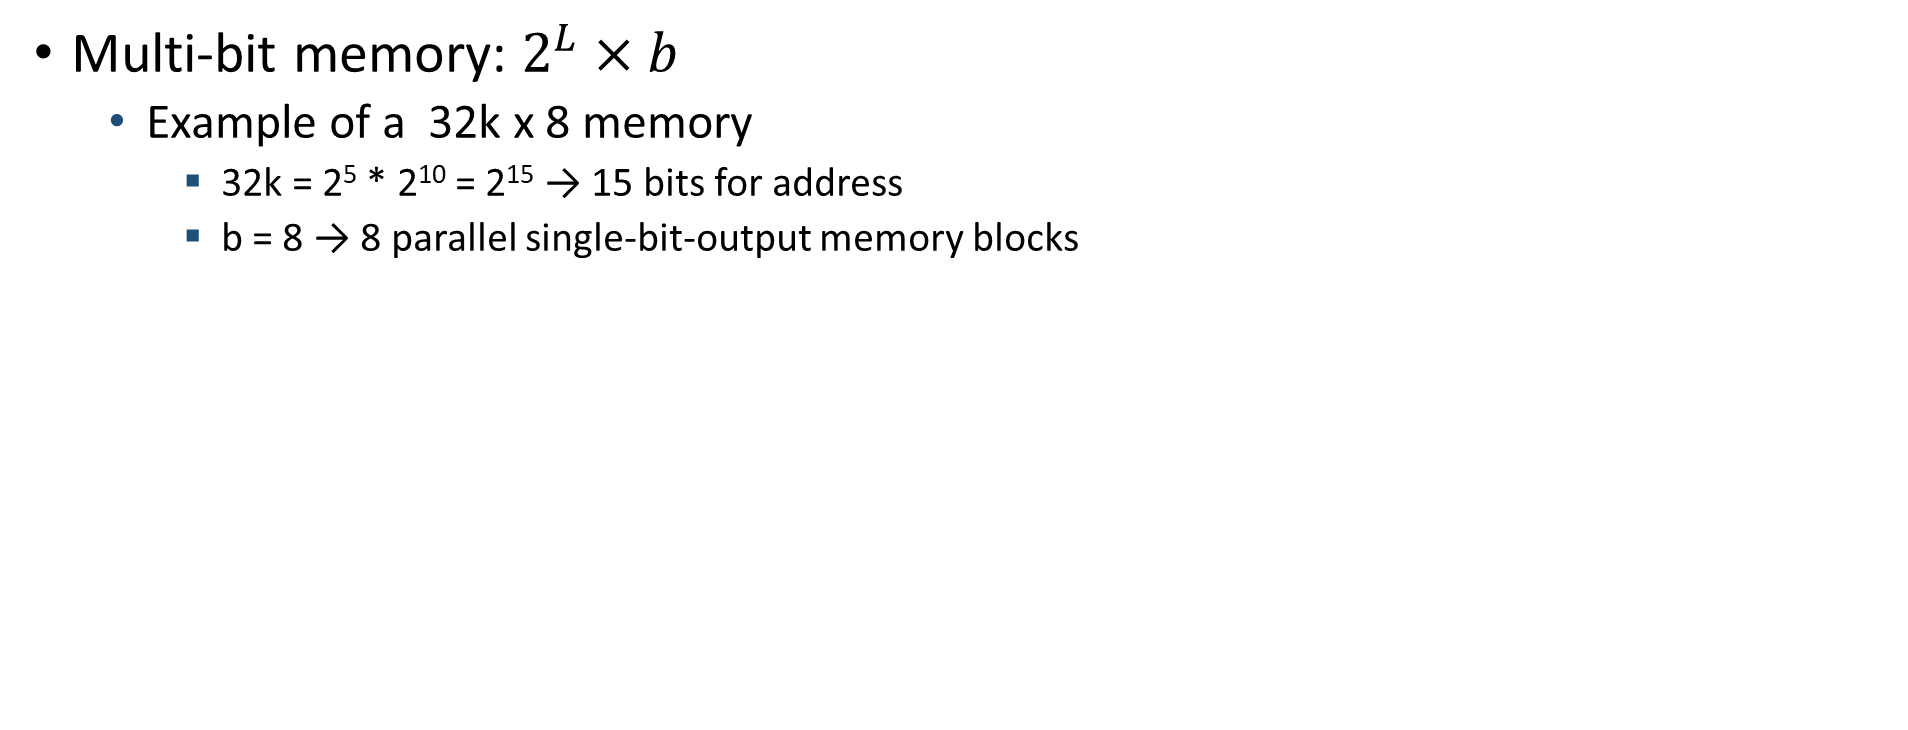 • Multi-bit memory: 2^L × b
• Example of a 32k x 8 memory
▪ 32k = 2^5 * 2^10 = 2^15 → 15 bits for address
▪ b = 8 → 8 parallel single-bit-output memory blocks